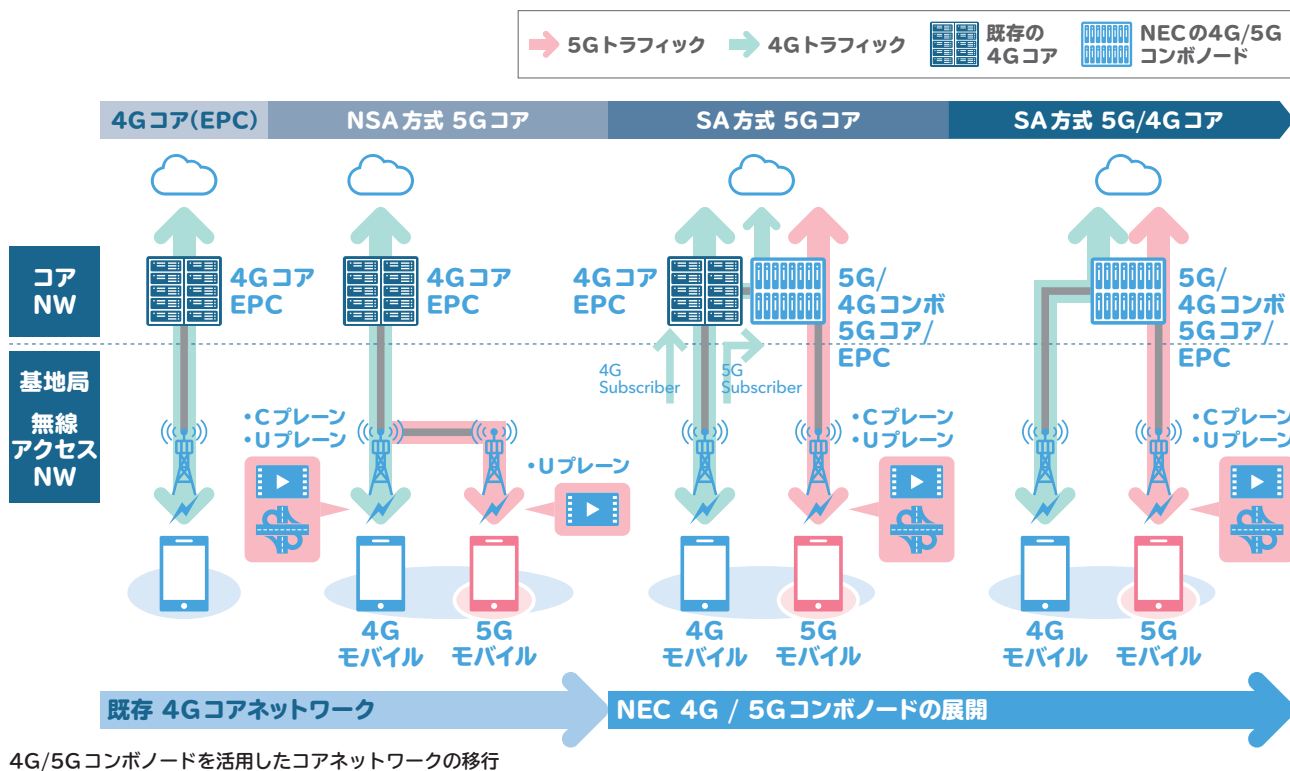 5Gトラフィック
4Gトラフィック
既存の
4Gコア
NECの4G/5G
コンボノード
4Gコア(EPC)
NSA方式 5Gコア
SA方式 5Gコア
SA方式 5G/4Gコア
コア
NW
4Gコア
EPC
4Gコア
EPC
4Gコア
EPC
5G/
4Gコンボ
5Gコア/
EPC
5G/
4Gコンボ
5Gコア/
EPC
基地局
無線
アクセス
NW
4G
Subscriber
5G
Subscriber
・Cプレーン
・Uプレーン
・Uプレーン
・Cプレーン
・Uプレーン
・Cプレーン
・Uプレーン
4G
モバイル
5G
モバイル
4G
モバイル
5G
モバイル
4G
モバイル
5G
モバイル
既存 4Gコアネットワーク
NEC 4G / 5Gコンボノードの展開
4G/5Gコンボノードを活用したコアネットワークの移行